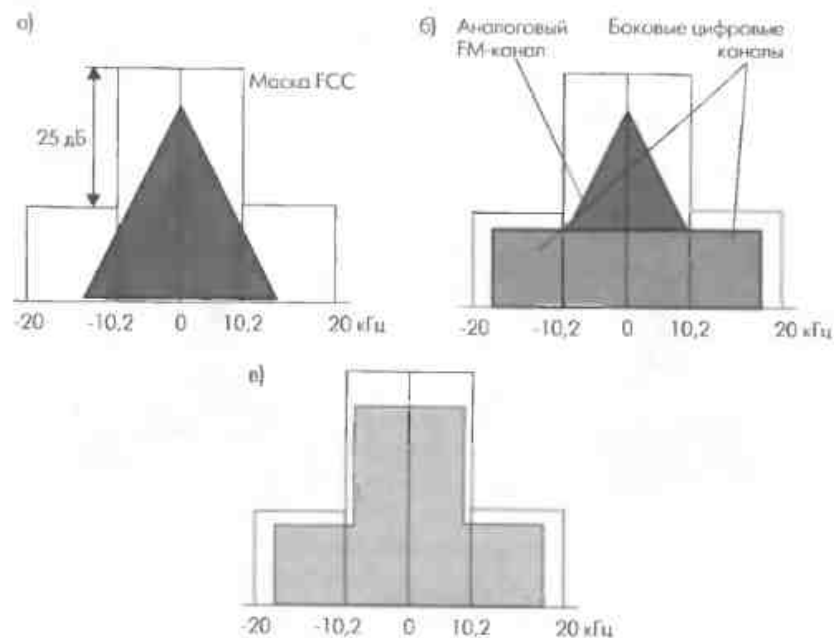 а)
Маска FCC
25 дБ
-20 -10,2 0 10,2 20 кГц
б)
Аналоговый
FM-канал
Боковые цифровые
каналы
-20 -10,2 0 10,2 20 кГц
в)
-20 -10,2 0 10,2 20 кГц